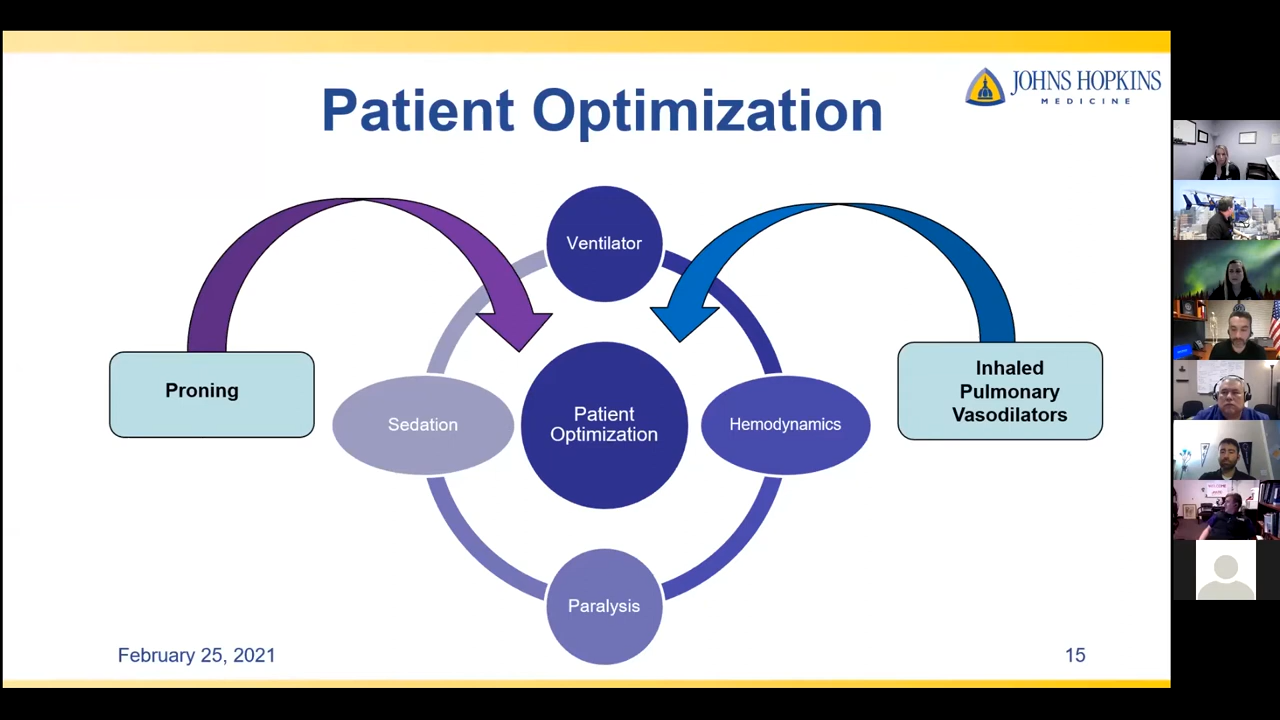 Patient Optimization
JOHNS HOPKINS
MEDICINE
Ventilator
Proning
Sedation
Patient
Optimization
Hemodynamics
Inhaled
Pulmonary
Vasodilators
Paralysis
February 25, 2021
15